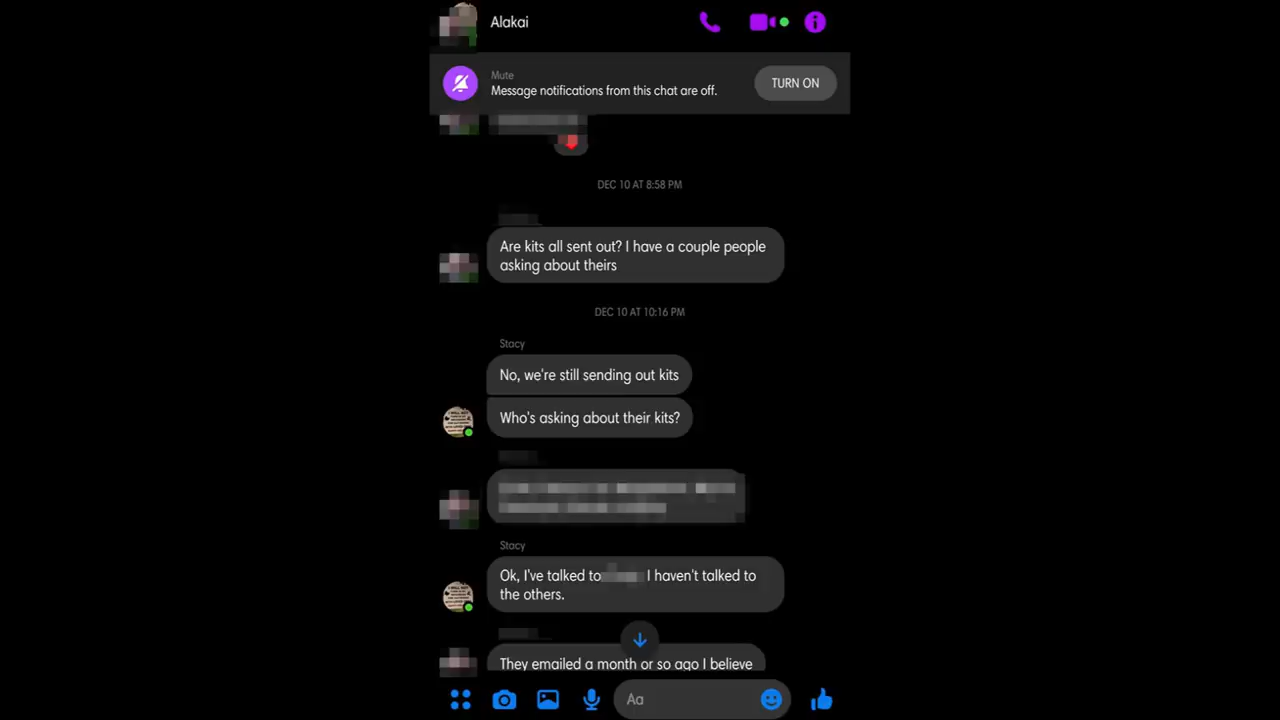 Alakai
Mute
Message notifications from this chat are off.
TURN ON
DEC 10 AT 8:58 PM
Are kits all sent out? I have a couple people
asking about theirs
DEC 10 AT 10:16 PM
Stacy
No, we're still sending out kits
Who's asking about their kits?
Stacy
Ok, I've talked to I haven't talked to
the others.
They emailed a month or so ago I believe
Aa